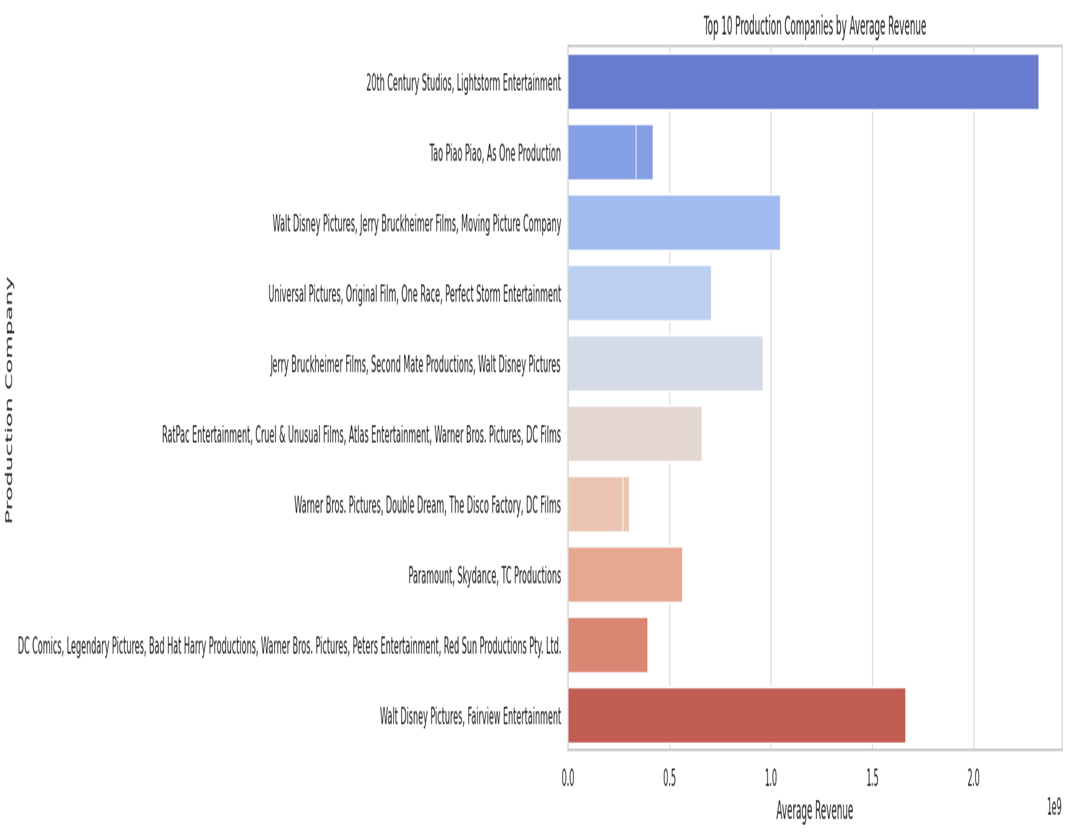 Top 10 Production Companies by Average Revenue
20th Century Studios, Lightstorm Entertainment
Tao Piao Piao, As One Production
Walt Disney Pictures, Jerry Bruckheimer Films, Moving Picture Company
Universal Pictures, Original Film, One Race, Perfect Storm Entertainment
Jerry Bruckheimer Films, Second Mate Productions, Walt Disney Pictures
RatPac Entertainment, Cruel & Unusual Films, Atlas Entertainment, Warner Bros. Pictures, DC Films
Warner Bros. Pictures, Double Dream, The Disco Factory, DC Films
Paramount, Skydance, TC Productions
DC Comics, Legendary Pictures, Bad Hat Harry Productions, Warner Bros. Pictures, Peters Entertainment, Red Sun Productions Pty. Ltd.
Walt Disney Pictures, Fairview Entertainment
Production Company
0.0 0.5 1.0 1.5 2.0
1e9
Average Revenue